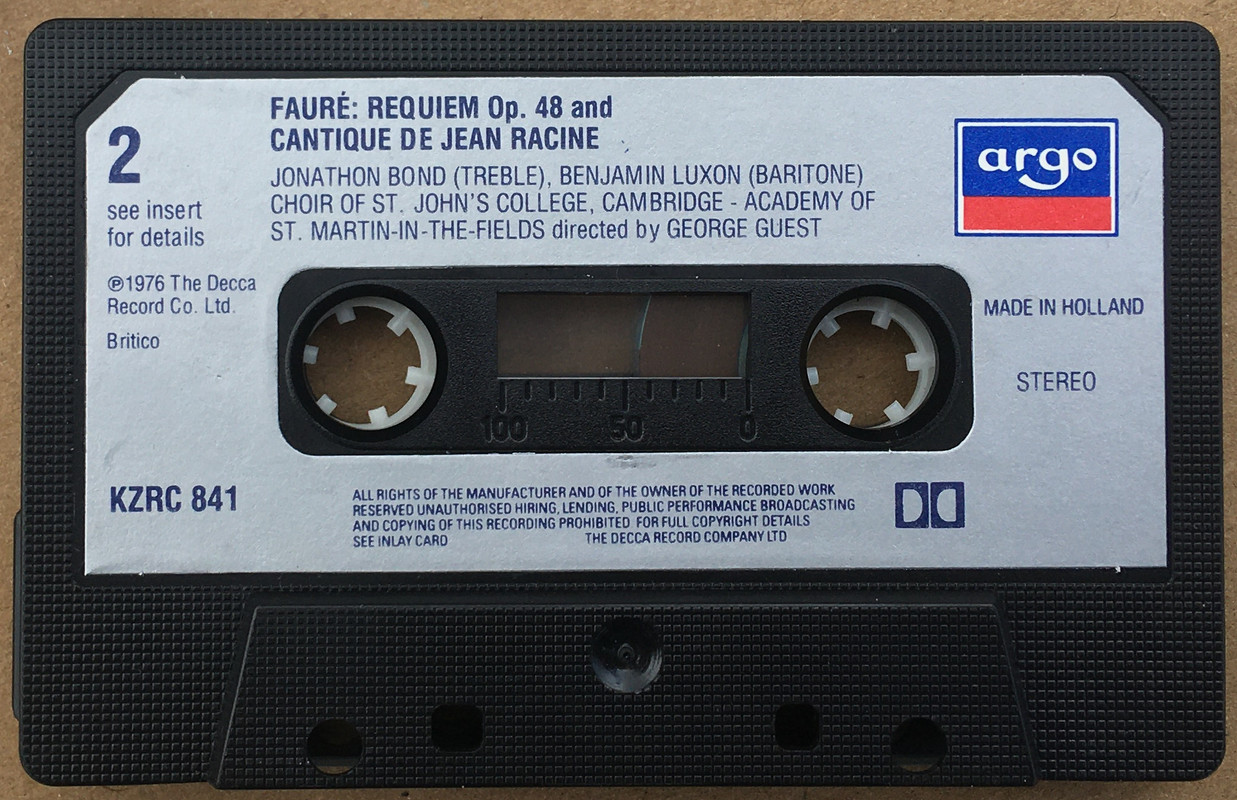 FAURÉ: REQUIEM Op. 48 and
CANTIQUE DE JEAN RACINE
2
JONATHON BOND (TREBLE), BENJAMIN LUXON (BARITONE)
CHOIR OF ST. JOHN'S COLLEGE, CAMBRIDGE - ACADEMY OF
ST. MARTIN-IN-THE-FIELDS directed by GEORGE GUEST
argo
see insert
for details
℗1976 The Decca
Record Co. Ltd.
Britico
MADE IN HOLLAND
STEREO
100 50 0
KZRC 841
ALL RIGHTS OF THE MANUFACTURER AND OF THE OWNER OF THE RECORDED WORK
RESERVED UNAUTHORISED HIRING, LENDING, PUBLIC PERFORMANCE BROADCASTING
AND COPYING OF THIS RECORDING PROHIBITED FOR FULL COPYRIGHT DETAILS
SEE INLAY CARD THE DECCA RECORD COMPANY LTD